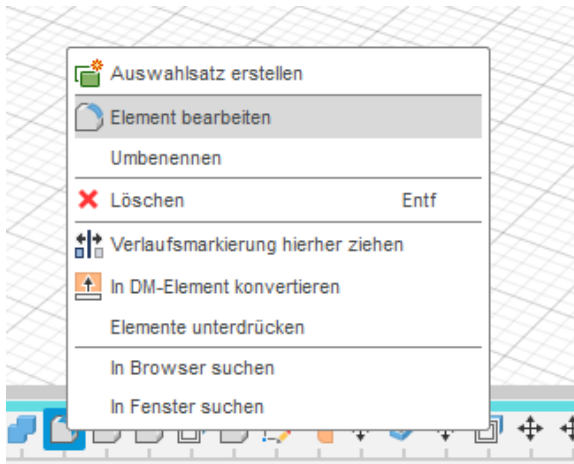 Auswahlsatz erstellen
Element bearbeiten
Umbenennen
Löschen Entf
Verlaufsmarkierung hierher ziehen
In DM-Element konvertieren
Elemente unterdrücken
In Browser suchen
In Fenster suchen